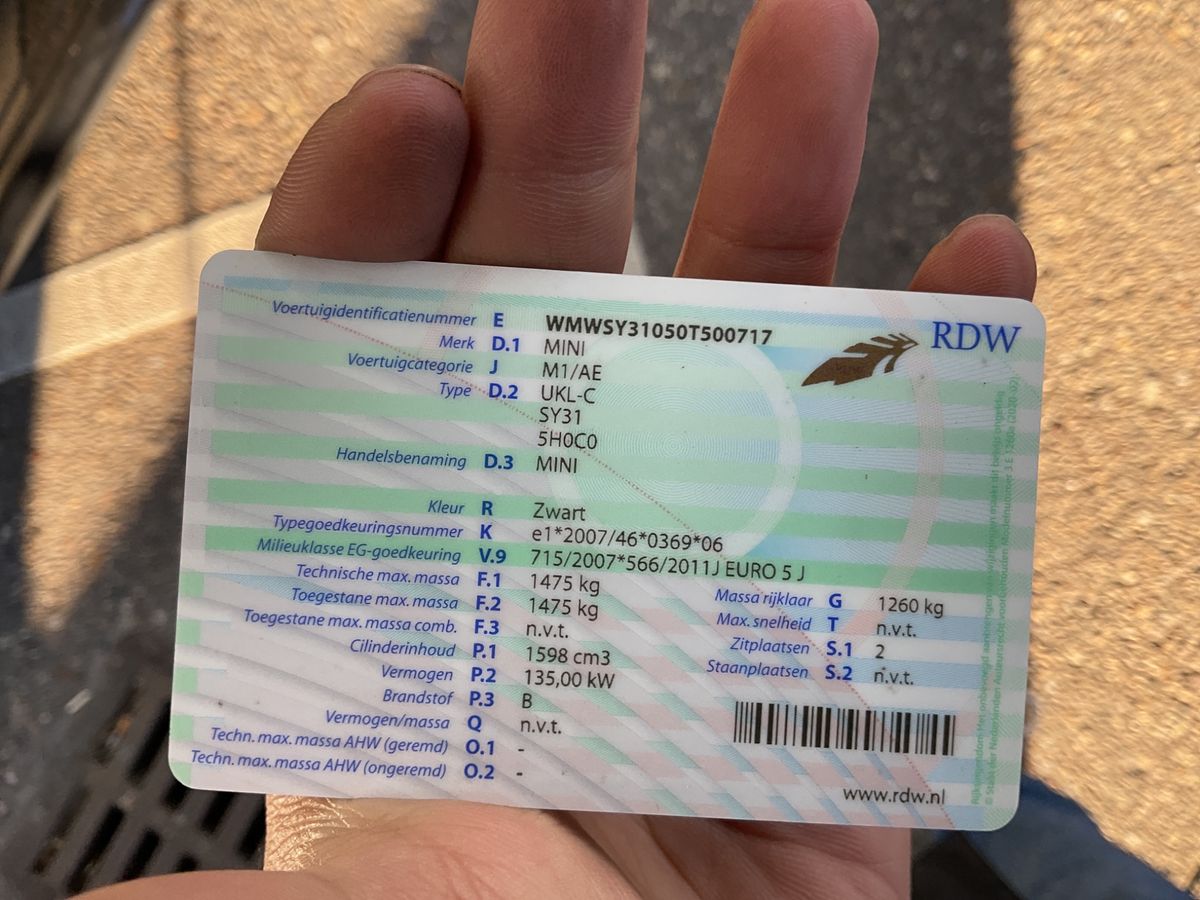 Voertuigidentificatienummer E WMWSY31050T500717
RDW
Merk D.1 MINI
Voertuigcategorie J M1/AE
Type D.2 UKL-C
SY31
5H0C0
Handelsbenaming D.3 MINI
Kleur R Zwart
Typegoedkeuringsnummer K e1*2007/46*0369*06
Milieuklasse EG-goedkeuring V.9 715/2007*566/2011J EURO 5 J
Technische max. massa F.1 1475 kg
Toegestane max. massa F.2 1475 kg
Toegestane max. massa comb. F.3 n.v.t.
Cilinderinhoud P.1 1598 cm3
Vermogen P.2 135,00 kW
Brandstof P.3 B
Vermogen/massa Q n.v.t.
Techn. max. massa AHW (geremd) O.1 -
Techn. max. massa AHW (ongeremd) O.2 -
Massa rijklaar G 1260 kg
Max. snelheid T n.v.t.
Zitplaatsen S.1 2
Staanplaatsen S.2 n.v.t.
www.rdw.nl